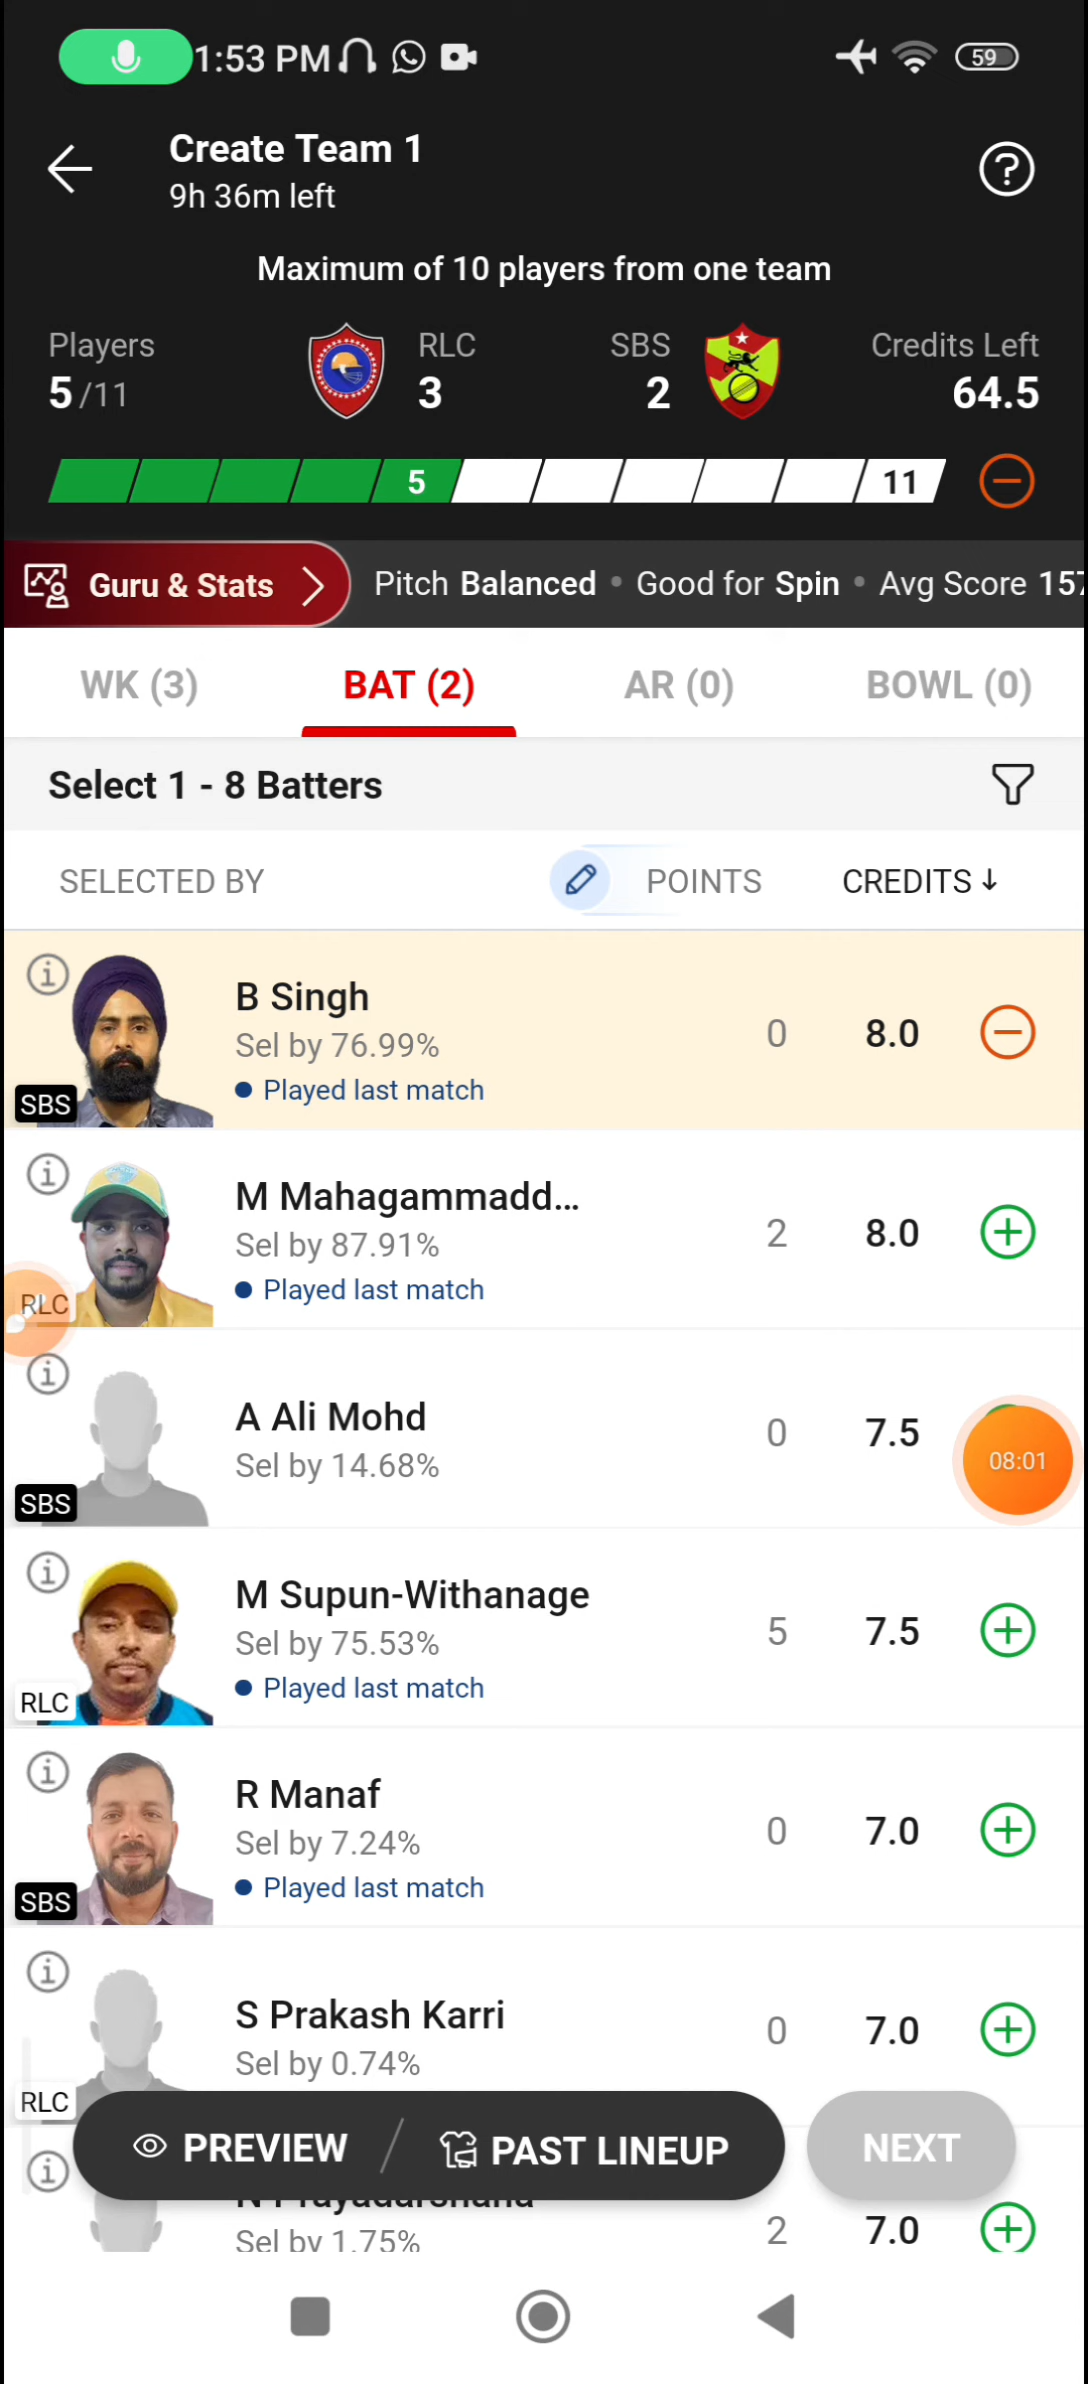 1:53 PM
59
Create Team 1
9h 36m left
Maximum of 10 players from one team
Players
5/11
RLC
3
SBS
2
Credits Left
64.5
5
11
Guru & Stats
Pitch Balanced • Good for Spin • Avg Score 157
WK (3)
BAT (2)
AR (0)
BOWL (0)
Select 1 - 8 Batters
SELECTED BY
POINTS
CREDITS ↓
B Singh
Sel by 76.99%
Played last match
SBS
0
8.0
M Mahagammadd...
Sel by 87.91%
Played last match
RLC
2
8.0
A Ali Mohd
Sel by 14.68%
SBS
0
7.5
08:01
M Supun-Withanage
Sel by 75.53%
Played last match
RLC
5
7.5
R Manaf
Sel by 7.24%
Played last match
SBS
0
7.0
S Prakash Karri
Sel by 0.74%
RLC
0
7.0
PREVIEW
PAST LINEUP
NEXT
Sel by 1.75%
2
7.0